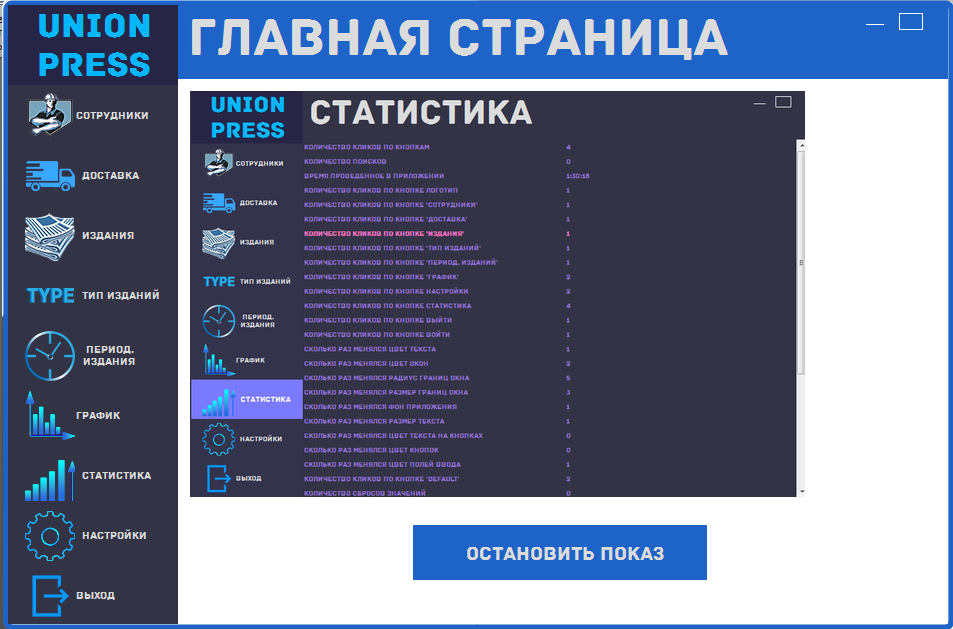 UNION
PRESS
ГЛАВНАЯ СТРАНИЦА
СОТРУДНИКИ
ДОСТАВКА
ИЗДАНИЯ
TYPE ТИП ИЗДАНИЙ
ПЕРИОД.
ИЗДАНИЯ
ГРАФИК
СТАТИСТИКА
НАСТРОЙКИ
ВЫХОД
UNION
PRESS
СТАТИСТИКА
СОТРУДНИКИ
ДОСТАВКА
ИЗДАНИЯ
TYPE ТИП ИЗДАНИЙ
ПЕРИОД.
ИЗДАНИЯ
ГРАФИК
СТАТИСТИКА
НАСТРОЙКИ
ВЫХОД
КОЛИЧЕСТВО КЛИКОВ ПО КНОПКАМ 4
КОЛИЧЕСТВО ПОИСКОВ 0
ВРЕМЯ ПРОВЕДЕННОЕ В ПРИЛОЖЕНИИ 1:30:18
КОЛИЧЕСТВО КЛИКОВ ПО КНОПКЕ ЛОГОТИП 1
КОЛИЧЕСТВО КЛИКОВ ПО КНОПКЕ 'СОТРУДНИКИ' 1
КОЛИЧЕСТВО КЛИКОВ ПО КНОПКЕ 'ДОСТАВКА' 1
КОЛИЧЕСТВО КЛИКОВ ПО КНОПКЕ 'ИЗДАНИЯ' 1
КОЛИЧЕСТВО КЛИКОВ ПО КНОПКЕ 'ТИП ИЗДАНИЙ' 1
КОЛИЧЕСТВО КЛИКОВ ПО КНОПКЕ 'ПЕРИОД. ИЗДАНИЙ' 1
КОЛИЧЕСТВО КЛИКОВ ПО КНОПКЕ 'ГРАФИК' 2
КОЛИЧЕСТВО КЛИКОВ ПО КНОПКЕ НАСТРОЙКИ 2
КОЛИЧЕСТВО КЛИКОВ ПО КНОПКЕ СТАТИСТИКА 4
КОЛИЧЕСТВО КЛИКОВ ПО КНОПКЕ ВЫЙТИ 1
КОЛИЧЕСТВО КЛИКОВ ПО КНОПКЕ ВОЙТИ 1
СКОЛЬКО РАЗ МЕНЯЛСЯ ЦВЕТ ТЕКСТА 1
СКОЛЬКО РАЗ МЕНЯЛСЯ ЦВЕТ ОКОН 2
СКОЛЬКО РАЗ МЕНЯЛСЯ РАДИУС ГРАНИЦ ОКНА 5
СКОЛЬКО РАЗ МЕНЯЛСЯ РАЗМЕР ГРАНИЦ ОКНА 3
СКОЛЬКО РАЗ МЕНЯЛСЯ ФОН ПРИЛОЖЕНИЯ 1
СКОЛЬКО РАЗ МЕНЯЛСЯ РАЗМЕР ТЕКСТА 1
СКОЛЬКО РАЗ МЕНЯЛСЯ ЦВЕТ ТЕКСТА НА КНОПКАХ 0
СКОЛЬКО РАЗ МЕНЯЛСЯ ЦВЕТ КНОПОК 0
СКОЛЬКО РАЗ МЕНЯЛСЯ ЦВЕТ ПОЛЕЙ ВВОДА 1
КОЛИЧЕСТВО КЛИКОВ ПО КНОПКЕ 'DEFAULT' 2
КОЛИЧЕСТВО СБРОСОВ ЗНАЧЕНИЙ 0
ОСТАНОВИТЬ ПОКАЗ